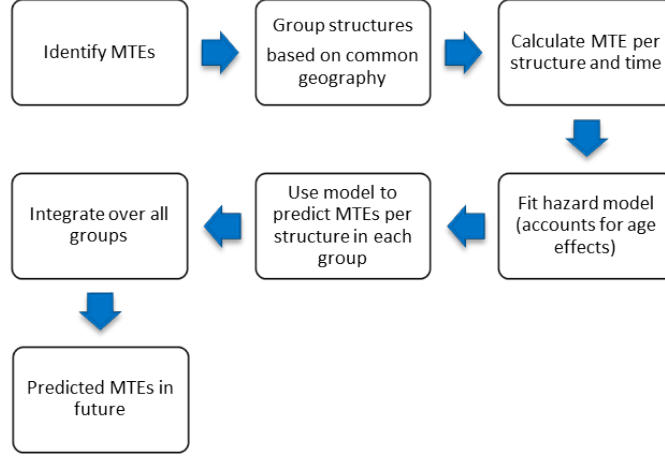 Identify MTEs
Group structures
based on common
geography
Calculate MTE per
structure and time
Fit hazard model
(accounts for age
effects)
Use model to
predict MTEs per
structure in each
group
Integrate over all
groups
Predicted MTEs in
future